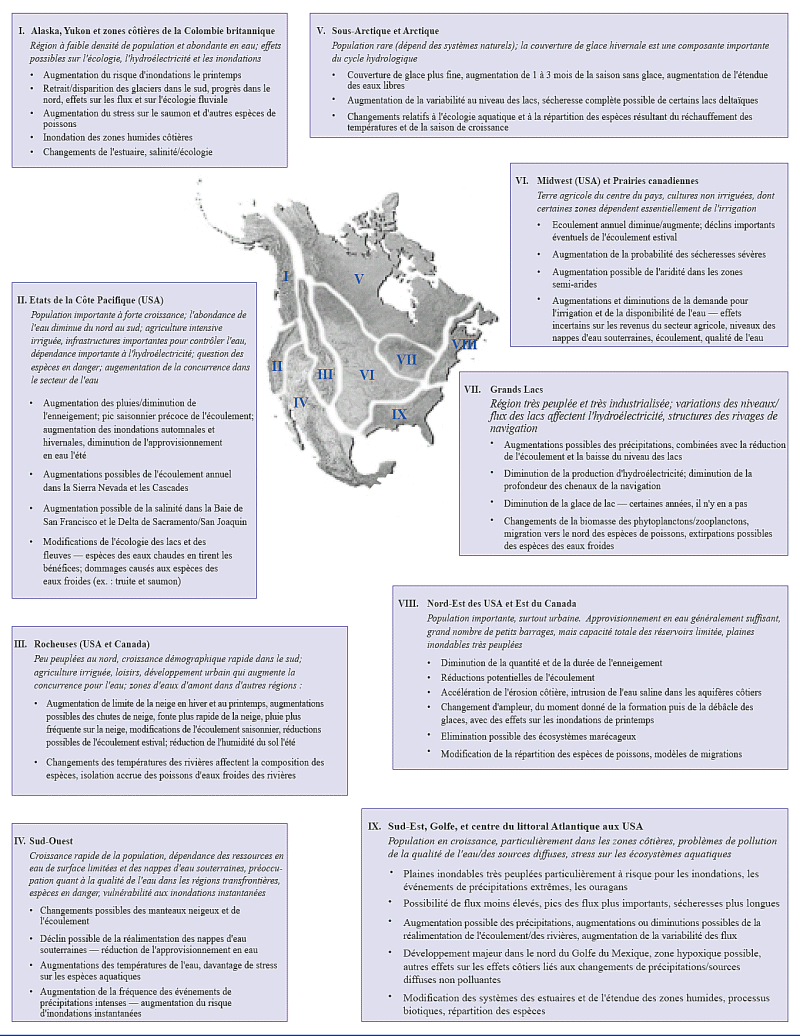 I. Alaska, Yukon et zones côtières de la Colombie britannique
Région à faible densité de population et abondante en eau; effets
possibles sur l'écologie, l'hydroélectricité et les inondations
• Augmentation du risque d'inondations le printemps
• Retrait/disparition des glaciers dans le sud, progrès dans le
nord, effets sur les flux et sur l'écologie fluviale
• Augmentation du stress sur le saumon et d'autres espèces de
poissons
• Inondation des zones humides côtières
• Changements de l'estuaire, salinité/écologie
V. Sous-Arctique et Arctique
Population rare (dépend des systèmes naturels); la couverture de glace hivernale est une composante importante
du cycle hydrologique
• Couverture de glace plus fine, augmentation de 1 à 3 mois de la saison sans glace, augmentation de l'étendue
des eaux libres
• Augmentation de la variabilité au niveau des lacs, sécheresse complète possible de certains lacs deltaïques
• Changements relatifs à l'écologie aquatique et à la répartition des espèces résultant du réchauffement des
températures et de la saison de croissance
VI. Midwest (USA) et Prairies canadiennes
Terre agricole du centre du pays, cultures non irriguées, dont
certaines zones dépendent essentiellement de l'irrigation
• Ecoulement annuel diminue/augmente; déclins importants
éventuels de l'écoulement estival
• Augmentation de la probabilité des sécheresses sévères
• Augmentation possible de l'aridité dans les zones
semi-arides
• Augmentations et diminutions de la demande pour
l'irrigation et de la disponibilité de l'eau — effets
incertains sur les revenus du secteur agricole, niveaux des
nappes d'eau souterraines, écoulement, qualité de l'eau
I
V
II
III
IV
VI
VII
VIII
IX
II. Etats de la Côte Pacifique (USA)
Population importante à forte croissance; l'abondance de
l'eau diminue du nord au sud; agriculture intensive
irriguée, infrastructures importantes pour contrôler l'eau,
dépendance importante à l'hydroélectricité; question des
espèces en danger; augementation de la concurrence dans
le secteur de l'eau
• Augmentation des pluies/diminution de
l'enneigement; pic saisonnier précoce de l'écoulement;
augmentation des inondations automnales et
hivernales, diminution de l'approvisionnement
en eau l'été
• Augmentations possibles de l'écoulement annuel
dans la Sierra Nevada et les Cascades
• Augmentation possible de la salinité dans la Baie de
San Francisco et le Delta de Sacramento/San Joaquin
• Modifications de l'écologie des lacs et des
fleuves — espèces des eaux chaudes en tirent les
bénéfices; dommages causés aux espèces des
eaux froides (ex. : truite et saumon)
VII. Grands Lacs
Région très peuplée et très industrialisée; variations des niveaux/
flux des lacs affectent l'hydroélectricité, structures des rivages de
navigation
• Augmentations possibles des précipitations, combinées avec la réduction
de l'écoulement et la baisse du niveau des lacs
• Diminution de la production d'hydroélectricité; diminution de la
profondeur des chenaux de la navigation
• Diminution de la glace de lac — certaines années, il n'y en a pas
• Changements de la biomasse des phytoplanctons/zooplanctons,
migration vers le nord des espèces de poissons, extirpations possibles
des espèces des eaux froides
VIII. Nord-Est des USA et Est du Canada
Population importante, surtout urbaine. Approvisionnement en eau généralement suffisant,
grand nombre de petits barrages, mais capacité totale des réservoirs limitée, plaines
inondables très peuplées
• Diminution de la quantité et de la durée de l'enneigement
• Réductions potentielles de l'écoulement
• Accélération de l'érosion côtière, intrusion de l'eau saline dans les aquifères côtiers
• Changement d'ampleur, du moment donné de la formation puis de la débâcle des
glaces, avec des effets sur les inondations de printemps
• Elimination possible des écosystèmes marécageux
• Modification de la répartition des espèces de poissons, modèles de migrations
III. Rocheuses (USA et Canada)
Peu peuplées au nord, croissance démographique rapide dans le sud;
agriculture irriguée, loisirs, développement urbain qui augmente la
concurrence pour l'eau; zones d'eaux d'amont dans d'autres régions :
• Augmentation de limite de la neige en hiver et au printemps, augmentations
possibles des chutes de neige, fonte plus rapide de la neige, pluie plus
fréquente sur la neige, modifications de l'écoulement saisonnier, réductions
possibles de l'écoulement estival; réduction de l'humidité du sol l'été
• Changements des températures des rivières affectent la composition des
espèces, isolation accrue des poissons d'eaux froides des rivières
IV. Sud-Ouest
Croissance rapide de la population, dépendance des ressources en
eau de surface limitées et des nappes d'eau souterraines, préoccu-
pation quant à la qualité de l'eau dans les régions transfrontières,
espèces en danger, vulnérabilité aux inondations instantanées
• Changements possibles des manteaux neigeux et de
l'écoulement
• Déclin possible de la réalimentation des nappes d'eau
souterraines — réduction de l'approvisionnement en eau
• Augmentations des températures de l'eau, davantage de stress
sur les espèces aquatiques
• Augmentation de la fréquence des événements de
précipitations intenses — augmentation du risque
d'inondations instantanées
IX. Sud-Est, Golfe, et centre du littoral Atlantique aux USA
Population en croissance, particulièrement dans les zones côtières, problèmes de pollution
de la qualité de l'eau/des sources diffuses, stress sur les écosystèmes aquatiques
• Plaines inondables très peuplées particulièrement à risque pour les inondations, les
événements de précipitations extrêmes, les ouragans
• Possibilité de flux moins élevés, pics des flux plus importants, sécheresses plus longues
• Augmentation possible des précipitations, augmentations ou diminutions possibles de la
réalimentation de l'écoulement/des rivières, augmentation de la variabilité des flux
• Développement majeur dans le nord du Golfe du Mexique, zone hypoxique possible,
autres effets sur les effets côtiers liés aux changements de précipitations/sources
diffuses non polluantes
• Modification des systèmes des estuaires et de l'étendue des zones humides, processus
biotiques, répartition des espèces